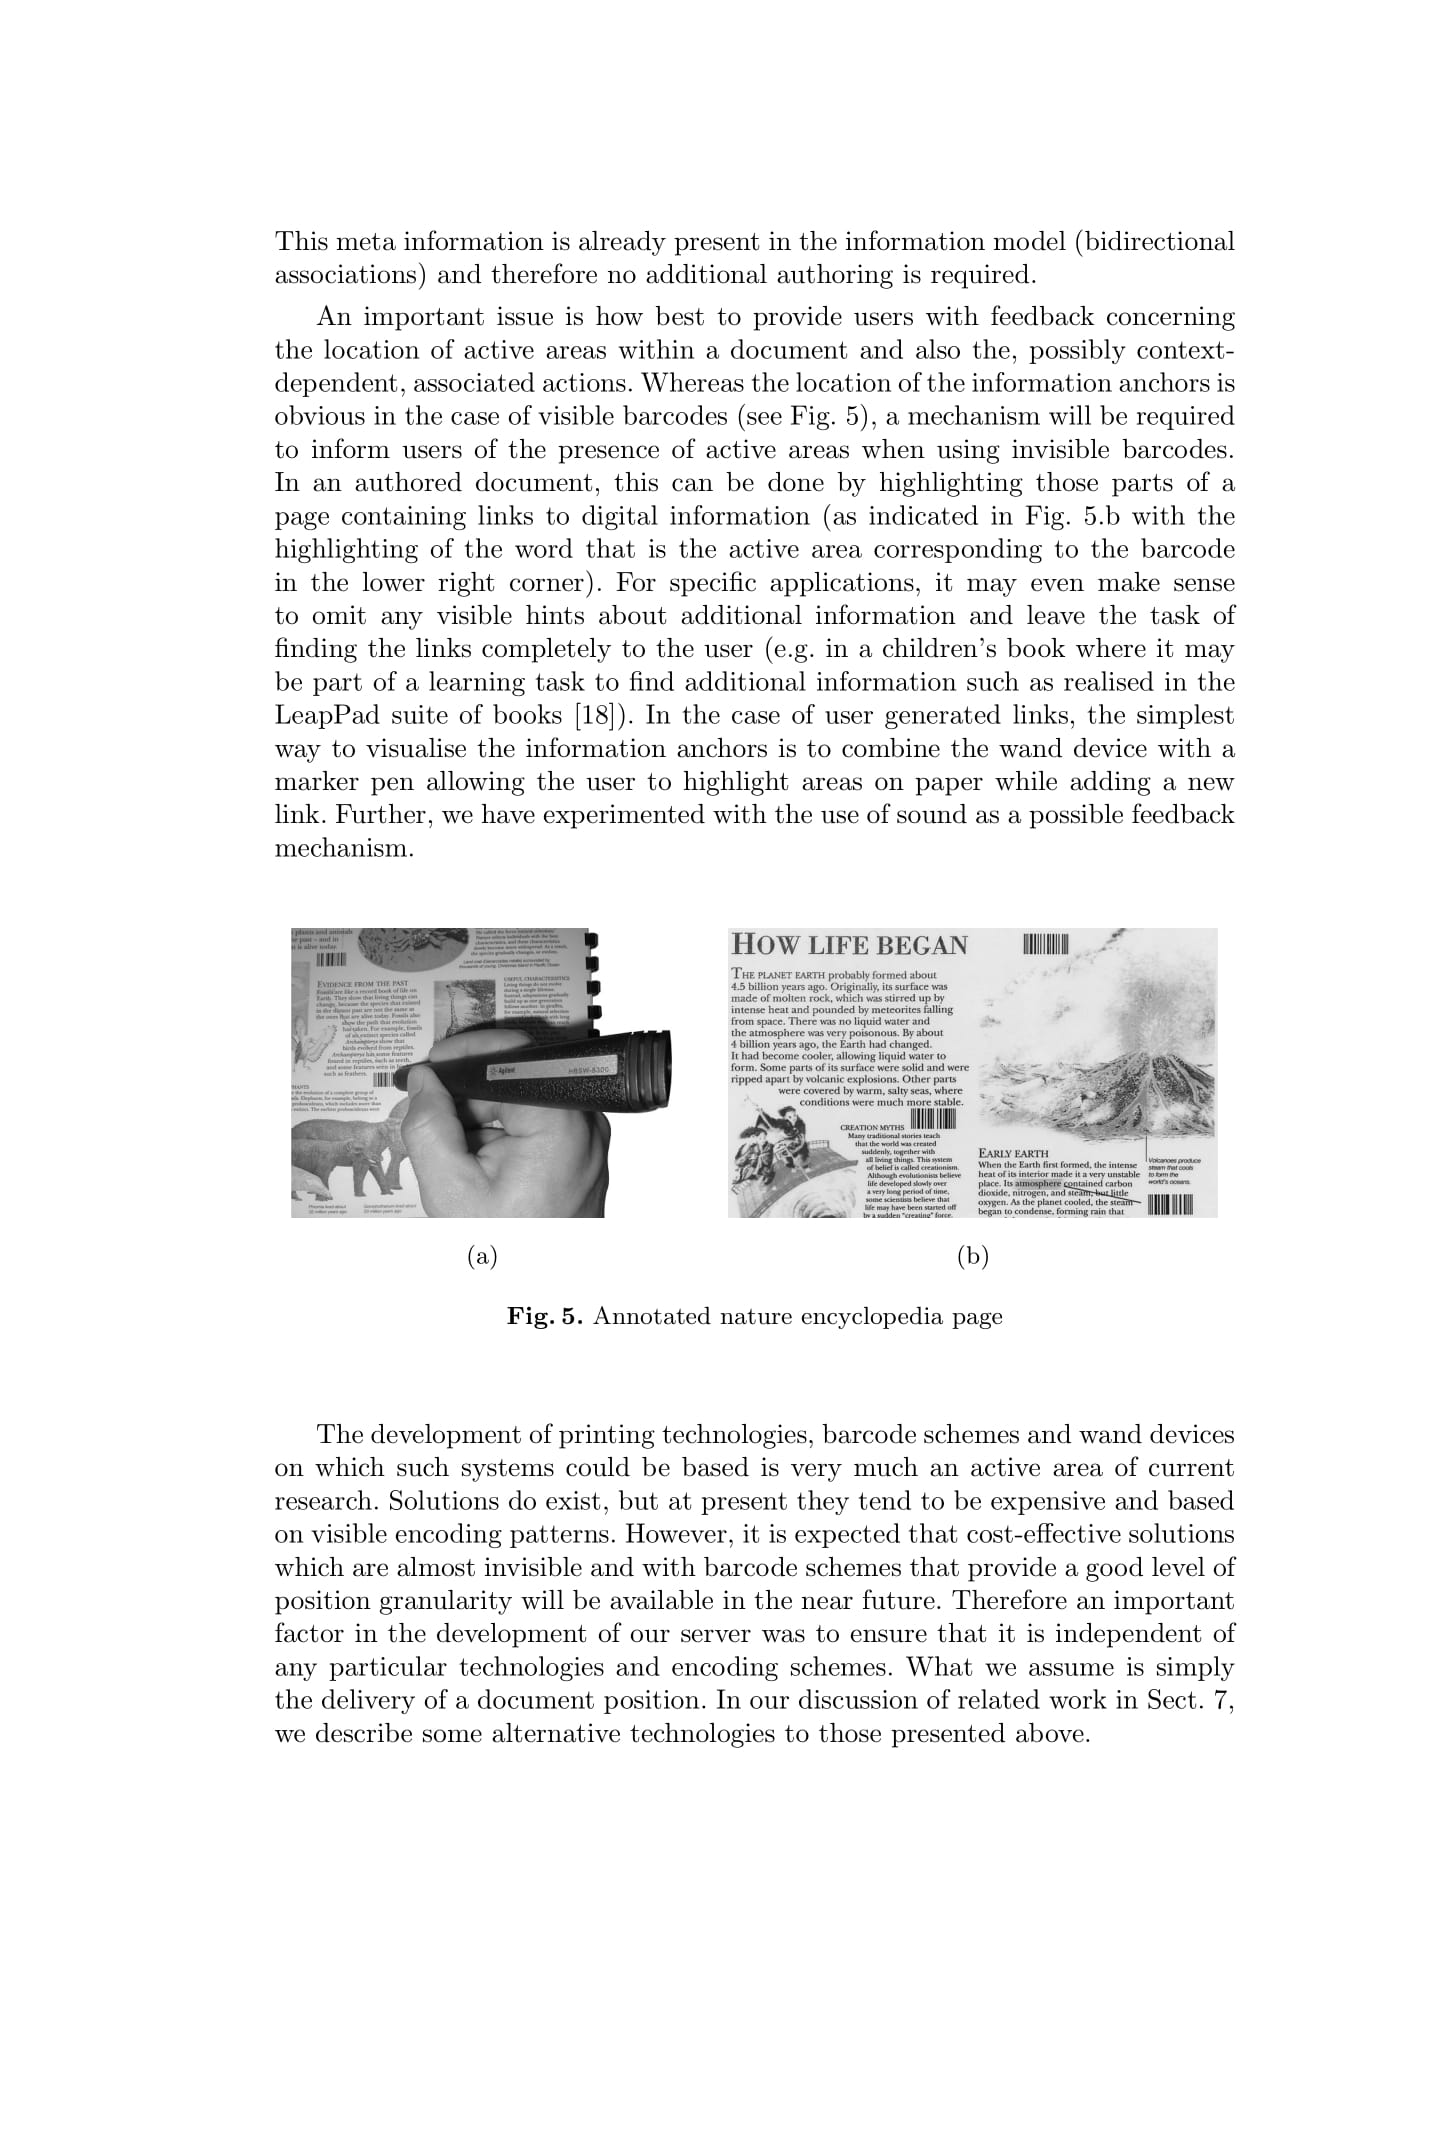 This meta information is already present in the information model (bidirectional
associations) and therefore no additional authoring is required.
An important issue is how best to provide users with feedback concerning
the location of active areas within a document and also the, possibly context-
dependent, associated actions. Whereas the location of the information anchors is
obvious in the case of visible barcodes (see Fig. 5), a mechanism will be required
to inform users of the presence of active areas when using invisible barcodes.
In an authored document, this can be done by highlighting those parts of a
page containing links to digital information (as indicated in Fig. 5.b with the
highlighting of the word that is the active area corresponding to the barcode
in the lower right corner). For specific applications, it may even make sense
to omit any visible hints about additional information and leave the task of
finding the links completely to the user (e.g. in a children's book where it may
be part of a learning task to find additional information such as realised in the
LeapPad suite of books [18]). In the case of user generated links, the simplest
way to visualise the information anchors is to combine the wand device with a
marker pen allowing the user to highlight areas on paper while adding a new
link. Further, we have experimented with the use of sound as a possible feedback
mechanism.
EVIDENCE FROM THE PAST
Agilent
HBSW-8300
HOW LIFE BEGAN
THE PLANET EARTH probably formed about
4.5 billion years ago. Originally, its surface was
made of molten rock, which was stirred up by
intense heat and pounded by meteorites falling
from space. There was no liquid water and
the atmosphere was very poisonous. By about
4 billion years ago, the Earth had changed.
It had become cooler, allowing liquid water to
form. Some parts of its surface were solid and were
ripped apart by volcanic explosions. Other parts
were covered by warm, salty seas, where
conditions were much more stable.
CREATION MYTHS
Many traditional stories teach
that the world was created
suddenly, together with
all living things. This system
of belief is called creationism.
Although evolutionists believe
life developed slowly over
a very long period of time,
some scientists believe that
life may have been started off
by a sudden "creating" force.
EARLY EARTH
When the Earth first formed, the intense
heat of its interior made it a very unstable
place. Its atmosphere contained carbon
dioxide, nitrogen, and steam, but little
oxygen. As the planet cooled, the steam
began to condense, forming rain that
Volcanoes produce
steam that cools
to form the
world's oceans.
(a)
(b)
Fig. 5. Annotated nature encyclopedia page
The development of printing technologies, barcode schemes and wand devices
on which such systems could be based is very much an active area of current
research. Solutions do exist, but at present they tend to be expensive and based
on visible encoding patterns. However, it is expected that cost-effective solutions
which are almost invisible and with barcode schemes that provide a good level of
position granularity will be available in the near future. Therefore an important
factor in the development of our server was to ensure that it is independent of
any particular technologies and encoding schemes. What we assume is simply
the delivery of a document position. In our discussion of related work in Sect. 7,
we describe some alternative technologies to those presented above.